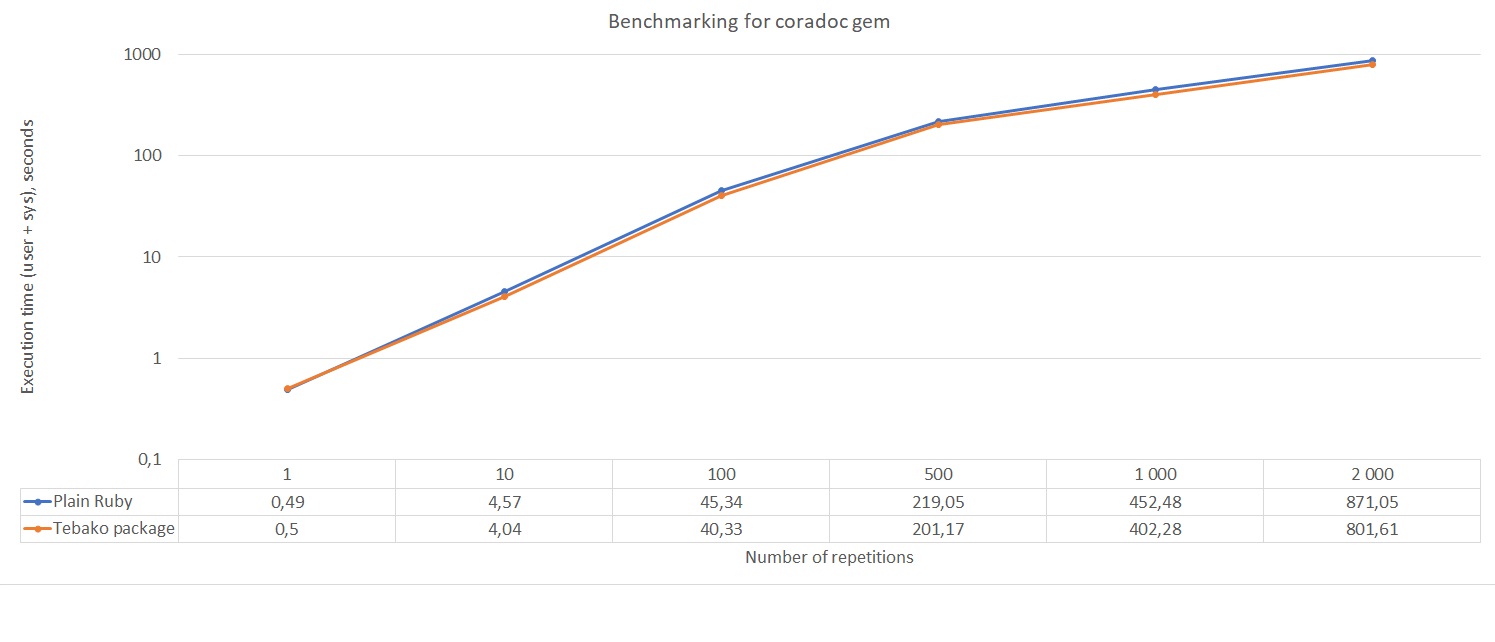 Benchmarking for coradoc gem
Execution time (user + sys), seconds
1000
100
10
1
0,1
1 10 100 500 1 000 2 000
Plain Ruby 0,49 4,57 45,34 219,05 452,48 871,05
Tebako package 0,5 4,04 40,33 201,17 402,28 801,61
Number of repetitions